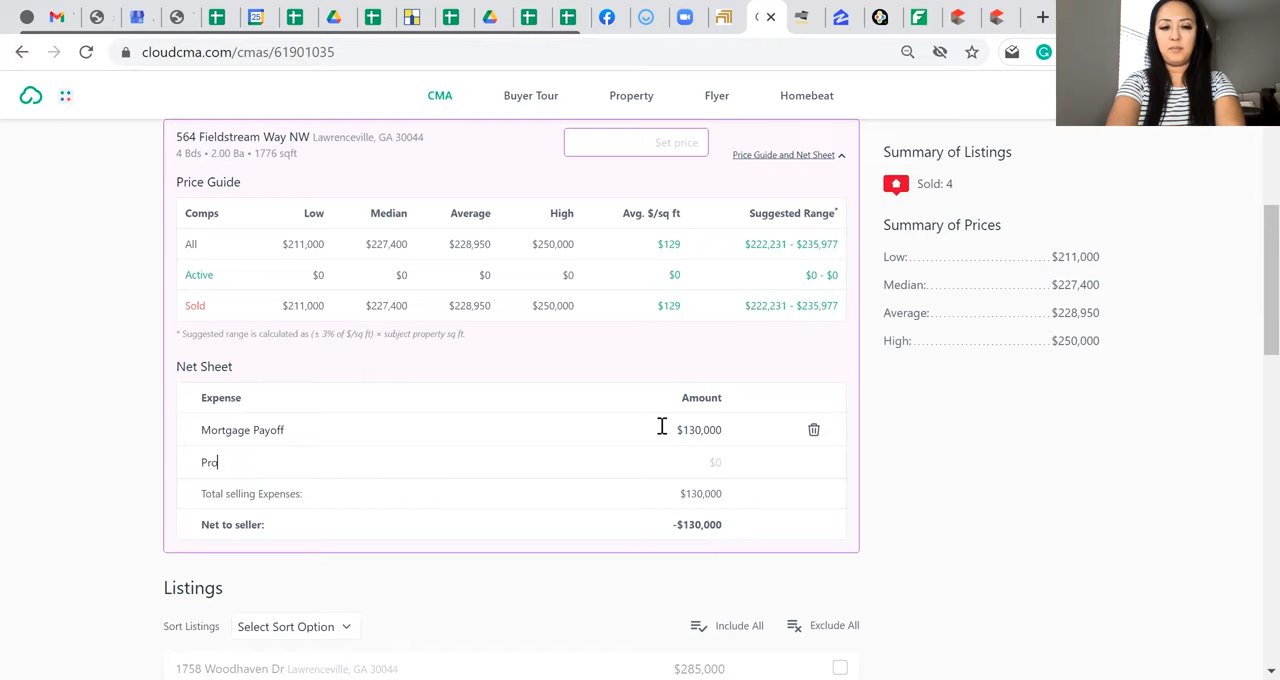 cloudcma.com/cmas/61901035
CMA Buyer Tour Property Flyer Homebeat
564 Fieldstream Way NW Lawrenceville, GA 30044
4 Bds • 2.00 Ba • 1776 sqft
Set price
Price Guide and Net Sheet
Price Guide
Comps Low Median Average High Avg. $/sq ft Suggested Range*
All $211,000 $227,400 $228,950 $250,000 $129 $222,231 - $235,977
Active $0 $0 $0 $0 $0 $0 - $0
Sold $211,000 $227,400 $228,950 $250,000 $129 $222,231 - $235,977
* Suggested range is calculated as (± 3% of $/sq ft) × subject property sq ft.
Net Sheet
Expense Amount
Mortgage Payoff $130,000
Pro $0
Total selling Expenses: $130,000
Net to seller: -$130,000
Listings
Sort Listings Select Sort Option Include All Exclude All
1758 Woodhaven Dr Lawrenceville, GA 30044 $285,000
Summary of Listings
Sold: 4
Summary of Prices
Low: $211,000
Median: $227,400
Average: $228,950
High: $250,000